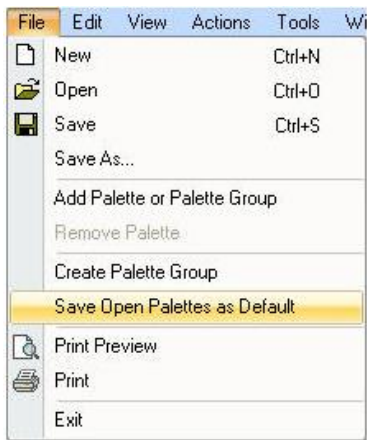 File Edit View Actions Tools Wi
New Ctrl+N
Open Ctrl+O
Save Ctrl+S
Save As...
Add Palette or Palette Group
Remove Palette
Create Palette Group
Save Open Palettes as Default
Print Preview
Print
Exit